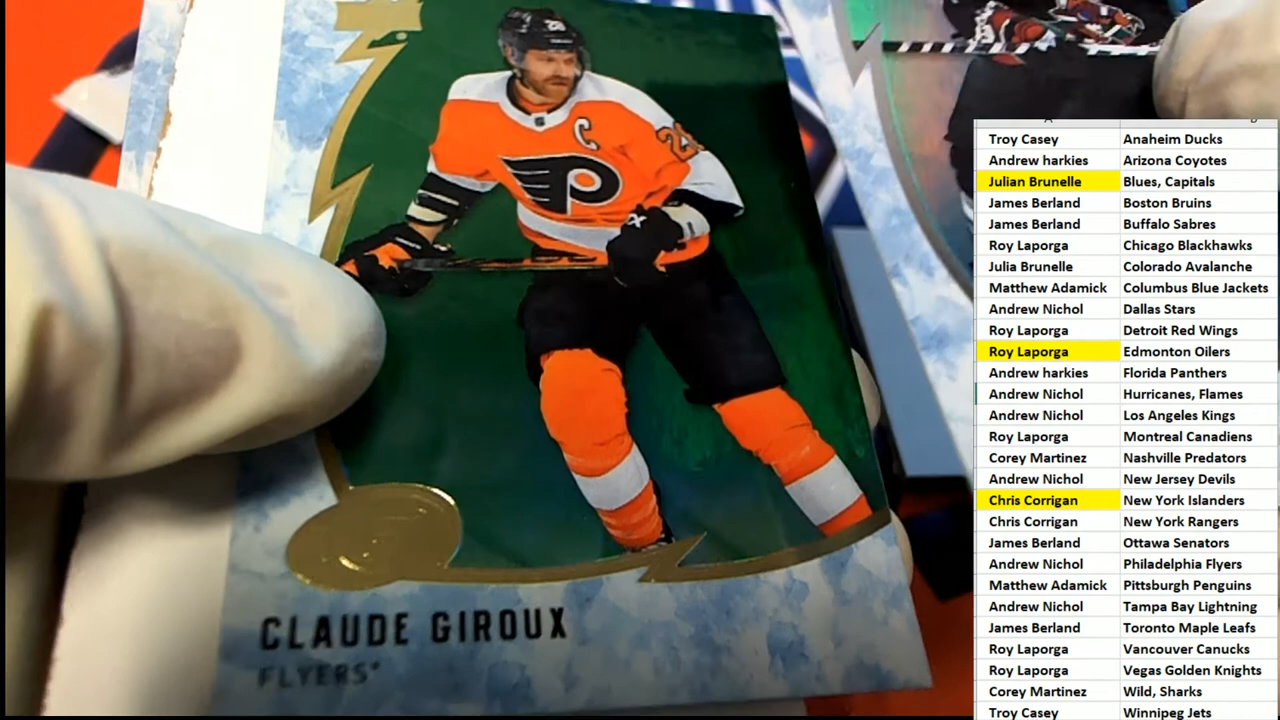 28
C
28
CLAUDE GIROUX
FLYERS
Troy Casey Anaheim Ducks
Andrew harkies Arizona Coyotes
Julian Brunelle Blues, Capitals
James Berland Boston Bruins
James Berland Buffalo Sabres
Roy Laporga Chicago Blackhawks
Julia Brunelle Colorado Avalanche
Matthew Adamick Columbus Blue Jackets
Andrew Nichol Dallas Stars
Roy Laporga Detroit Red Wings
Roy Laporga Edmonton Oilers
Andrew harkies Florida Panthers
Andrew Nichol Hurricanes, Flames
Andrew Nichol Los Angeles Kings
Roy Laporga Montreal Canadiens
Corey Martinez Nashville Predators
Andrew Nichol New Jersey Devils
Chris Corrigan New York Islanders
Chris Corrigan New York Rangers
James Berland Ottawa Senators
Andrew Nichol Philadelphia Flyers
Matthew Adamick Pittsburgh Penguins
Andrew Nichol Tampa Bay Lightning
James Berland Toronto Maple Leafs
Roy Laporga Vancouver Canucks
Roy Laporga Vegas Golden Knights
Corey Martinez Wild, Sharks
Troy Casey Winnipeg Jets